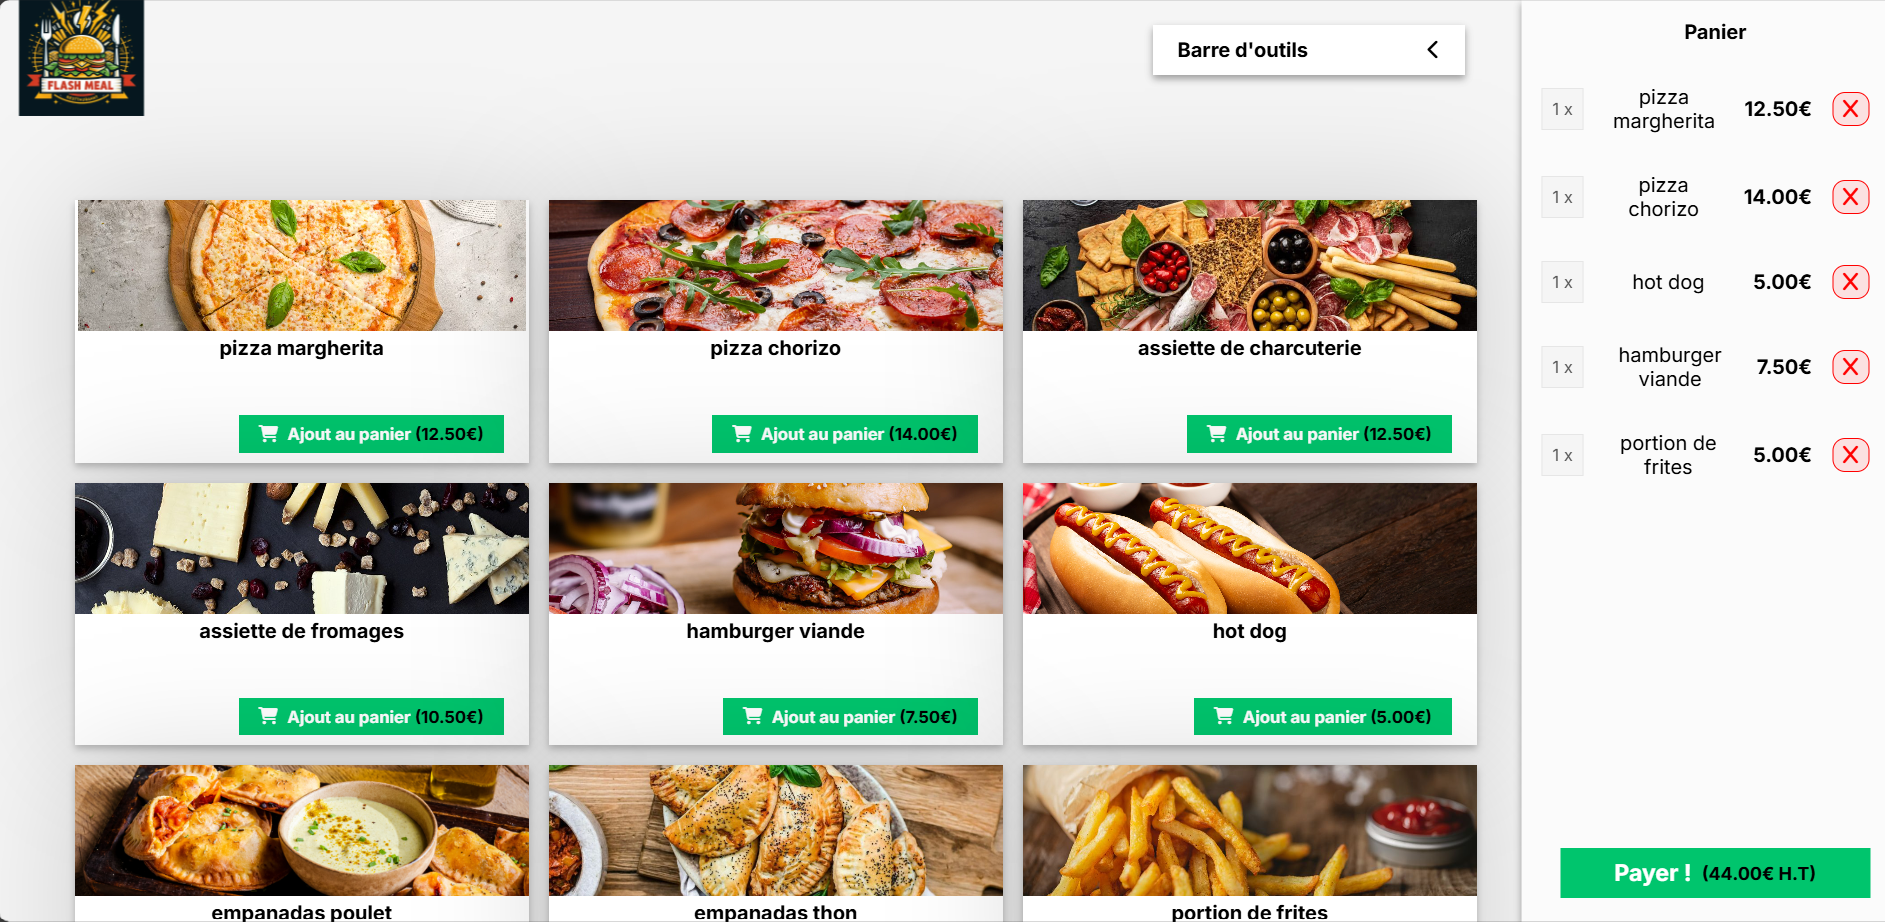 FLASH MEAL
Barre d'outils
pizza margherita
Ajout au panier (12.50€)
pizza chorizo
Ajout au panier (14.00€)
assiette de charcuterie
Ajout au panier (12.50€)
assiette de fromages
Ajout au panier (10.50€)
hamburger viande
Ajout au panier (7.50€)
hot dog
Ajout au panier (5.00€)
empanadas poulet
empanadas thon
portion de frites
Panier
1 x
pizza
margherita
12.50€
X
1 x
pizza
chorizo
14.00€
X
1 x
hot dog
5.00€
X
1 x
hamburger
viande
7.50€
X
1 x
portion de
frites
5.00€
X
Payer ! (44.00€ H.T)